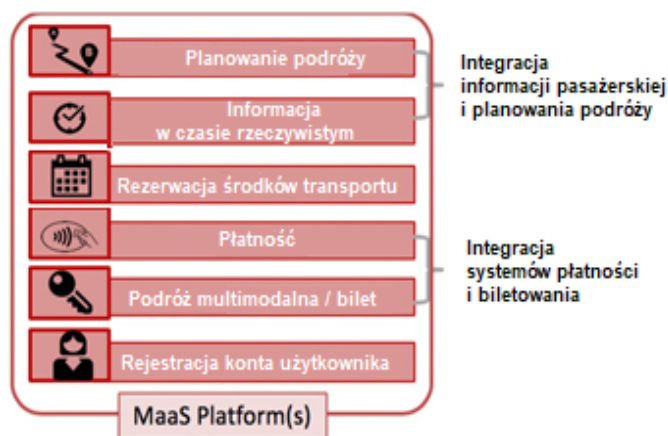 Planowanie podróży
Integracja
informacji pasażerskiej
i planowania podróży
Informacja
w czasie rzeczywistym
Rezerwacja środków transportu
Płatność
Integracja
systemów płatności
i biletowania
Podróż multimodalna / bilet
Rejestracja konta użytkownika
MaaS Platform(s)